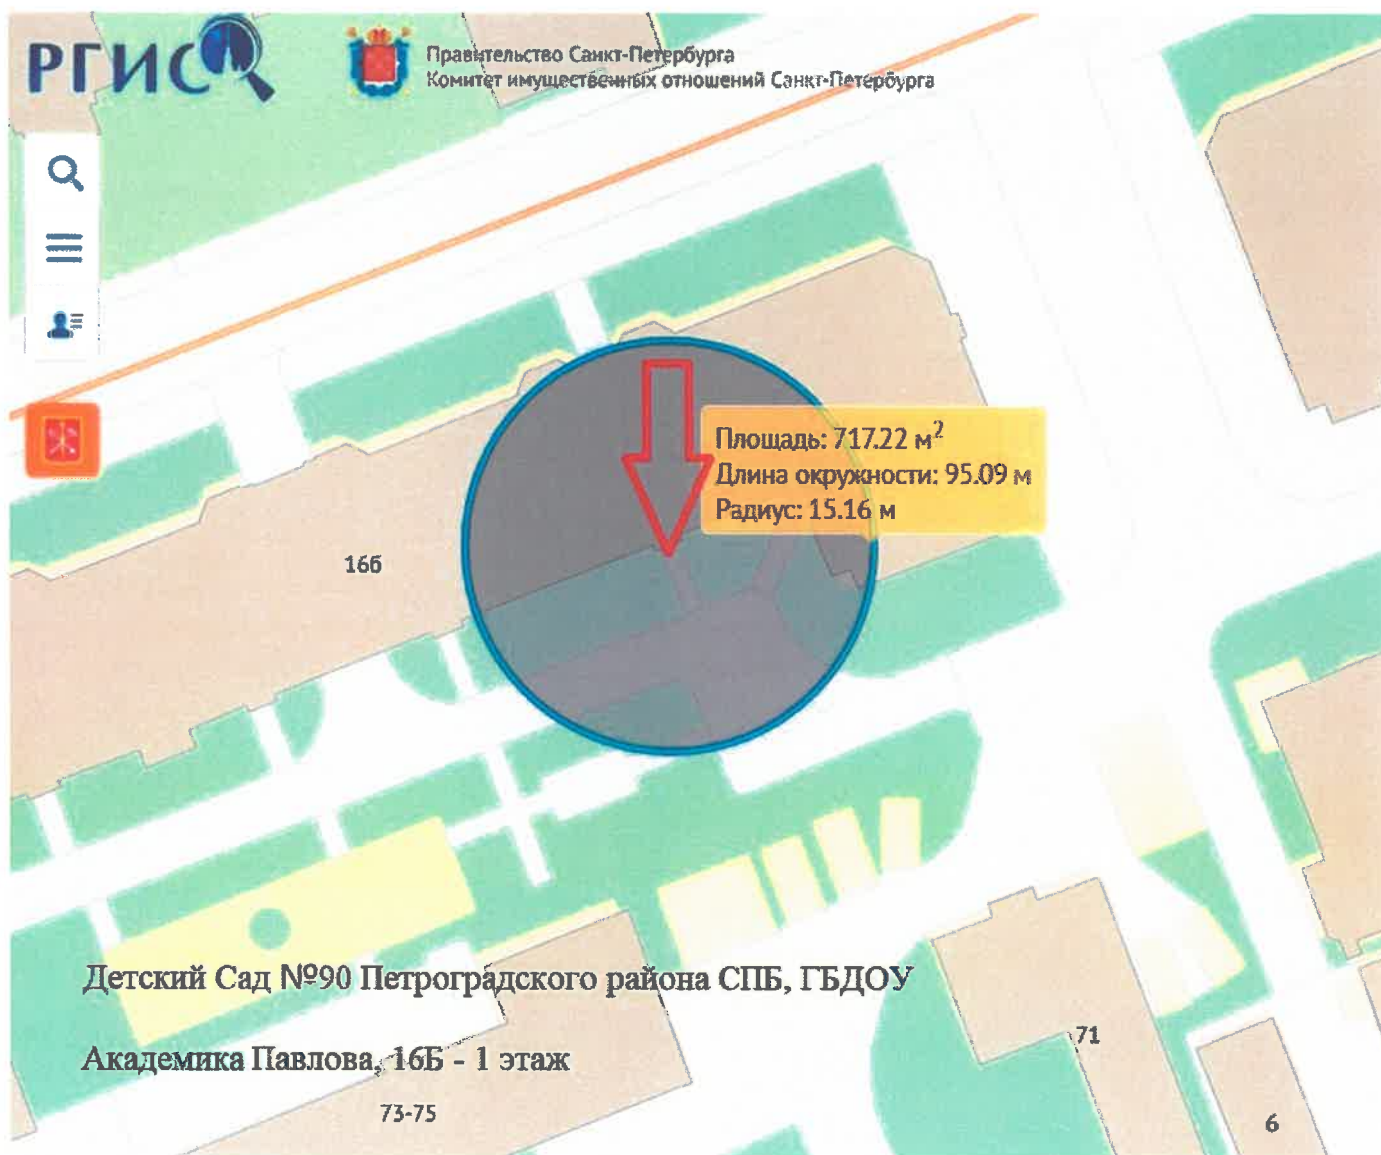 РГИС
Правительство Санкт-Петербурга
Комитет имущественных отношений Санкт-Петербурга
Площадь: 717.22 м²
Длина окружности: 95.09 м
Радиус: 15.16 м
16б
Детский Сад №90 Петроградского района СПБ, ГБДОУ
71
Академика Павлова, 16Б - 1 этаж
73-75
6